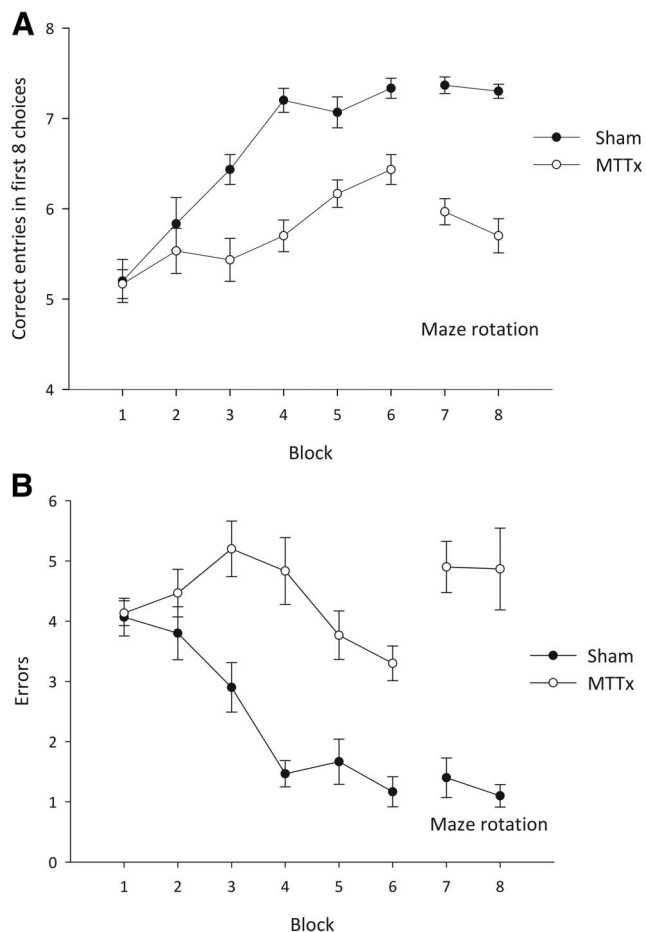 A
Correct entries in first 8 choices
8
7
6
5
4
1 2 3 4 5 6 7 8
Block
Sham
MTTx
Maze rotation
B
Errors
6
5
4
3
2
1
0
1 2 3 4 5 6 7 8
Block
Sham
MTTx
Maze rotation